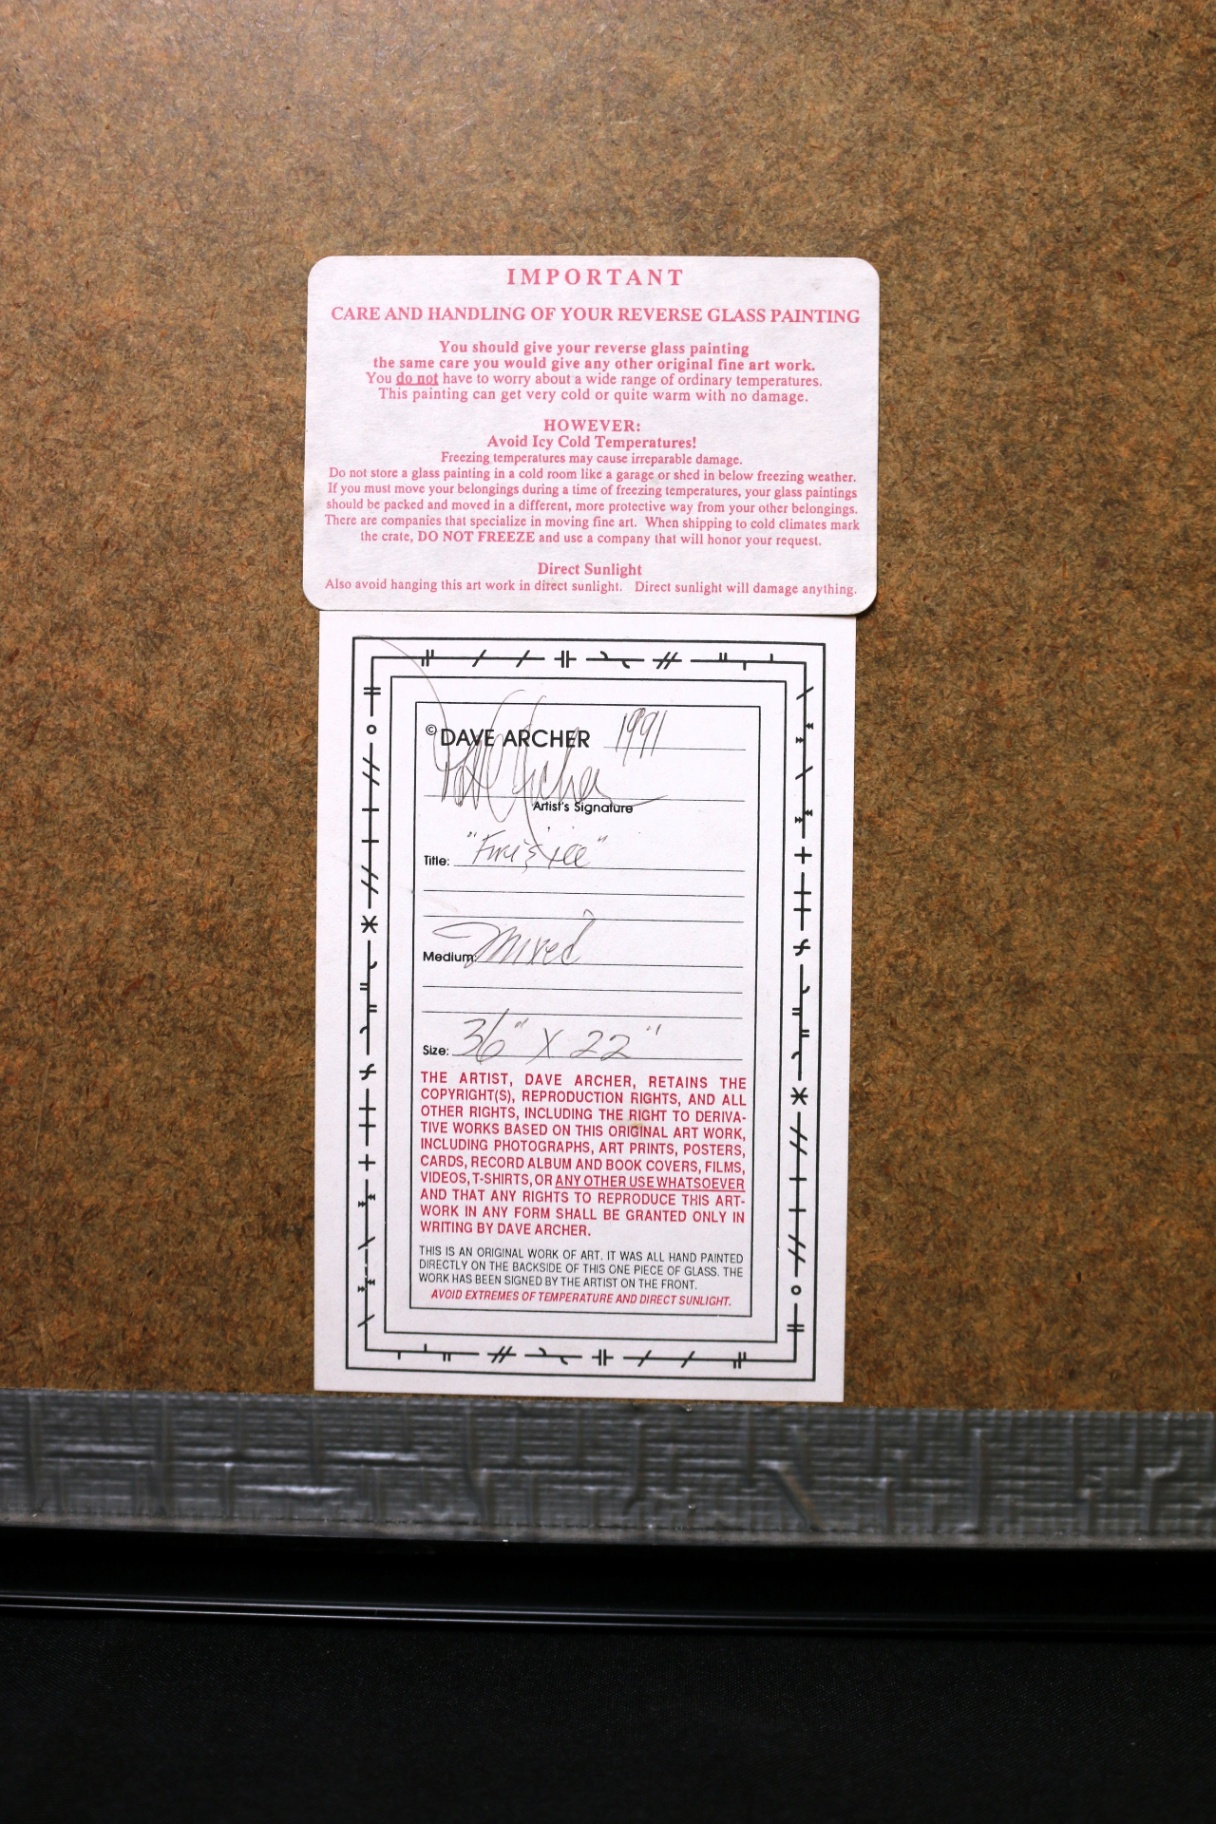 IMPORTANT
CARE AND HANDLING OF YOUR REVERSE GLASS PAINTING
You should give your reverse glass painting
the same care you would give any other original fine art work.
You do not have to worry about a wide range of ordinary temperatures.
This painting can get very cold or quite warm with no damage.
HOWEVER:
Avoid Icy Cold Temperatures!
Freezing temperatures may cause irreparable damage.
Do not store a glass painting in a cold room like a garage or shed in below freezing weather.
If you must move your belongings during a time of freezing temperatures, your glass paintings
should be packed and moved in a different, more protective way from your other belongings.
There are companies that specialize in moving fine art. When shipping to cold climates mark
the crate, DO NOT FREEZE and use a company that will honor your request.
Direct Sunlight
Also avoid hanging this art work in direct sunlight. Direct sunlight will damage anything.
©DAVE ARCHER 1991
Dave Archer
Artist's Signature
Title: "Fire & ice"
Medium: Mixed
Size: 36" X 22"
THE ARTIST, DAVE ARCHER, RETAINS THE
COPYRIGHT(S), REPRODUCTION RIGHTS, AND ALL
OTHER RIGHTS, INCLUDING THE RIGHT TO DERIVA-
TIVE WORKS BASED ON THIS ORIGINAL ART WORK,
INCLUDING PHOTOGRAPHS, ART PRINTS, POSTERS,
CARDS, RECORD ALBUM AND BOOK COVERS, FILMS,
VIDEOS, T-SHIRTS, OR ANY OTHER USE WHATSOEVER
AND THAT ANY RIGHTS TO REPRODUCE THIS ART-
WORK IN ANY FORM SHALL BE GRANTED ONLY IN
WRITING BY DAVE ARCHER.
THIS IS AN ORIGINAL WORK OF ART. IT WAS ALL HAND PAINTED
DIRECTLY ON THE BACKSIDE OF THIS ONE PIECE OF GLASS. THE
WORK HAS BEEN SIGNED BY THE ARTIST ON THE FRONT.
AVOID EXTREMES OF TEMPERATURE AND DIRECT SUNLIGHT.